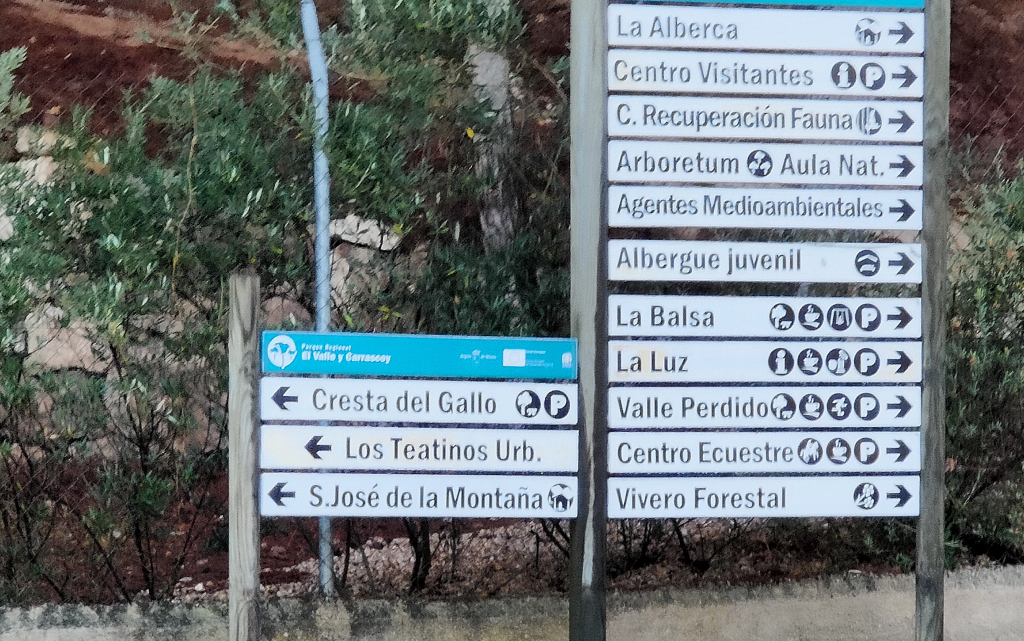 La Alberca
Centro Visitantes i P
C. Recuperación Fauna
Arboretum Aula Nat.
Agentes Medioambientales
Albergue juvenil
La Balsa P
La Luz i P
Valle Perdido P
Centro Ecuestre P
Vivero Forestal
Parque Regional
El Valle y Carrascoy
Cresta del Gallo P
Los Teatinos Urb.
S.José de la Montaña